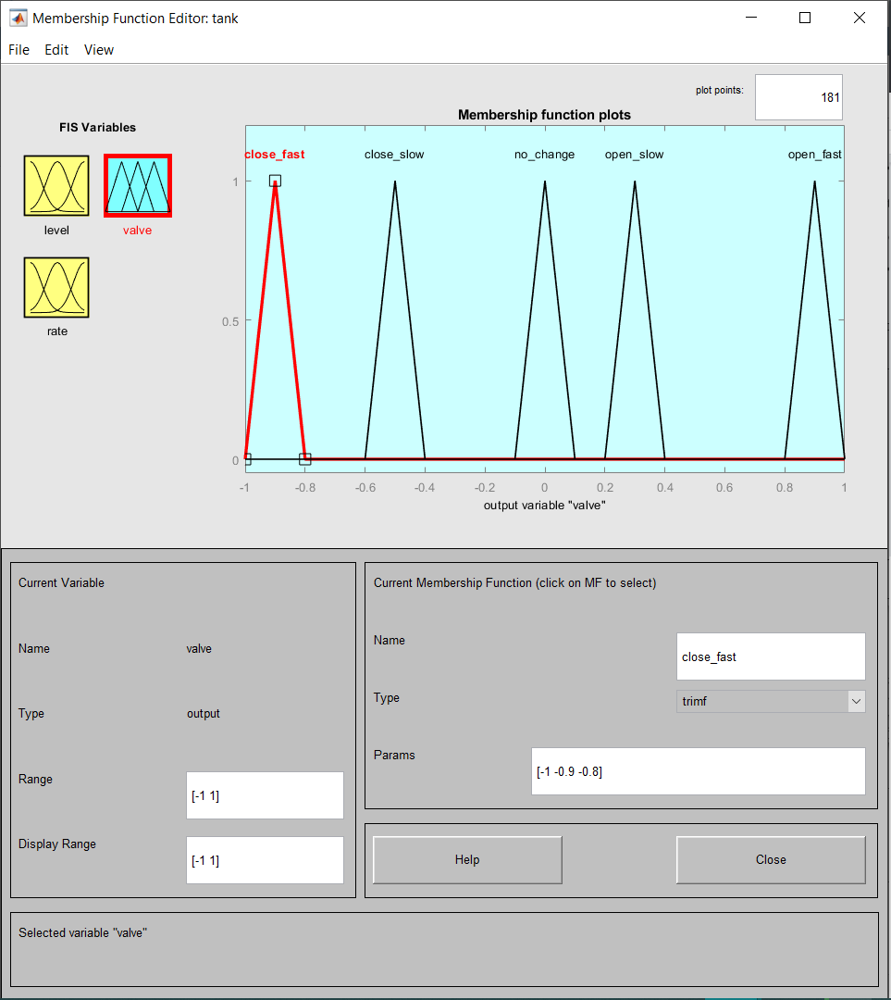 Membership Function Editor: tank
File Edit View
plot points: 181
FIS Variables
Membership function plots
close_fast close_slow no_change open_slow open_fast
level valve
rate
1
0.5
0
-1 -0.8 -0.6 -0.4 -0.2 0 0.2 0.4 0.6 0.8 1
output variable "valve"
Current Variable
Name valve
Type output
Range [-1 1]
Display Range [-1 1]
Current Membership Function (click on MF to select)
Name close_fast
Type trimf
Params [-1 -0.9 -0.8]
Help Close
Selected variable "valve"